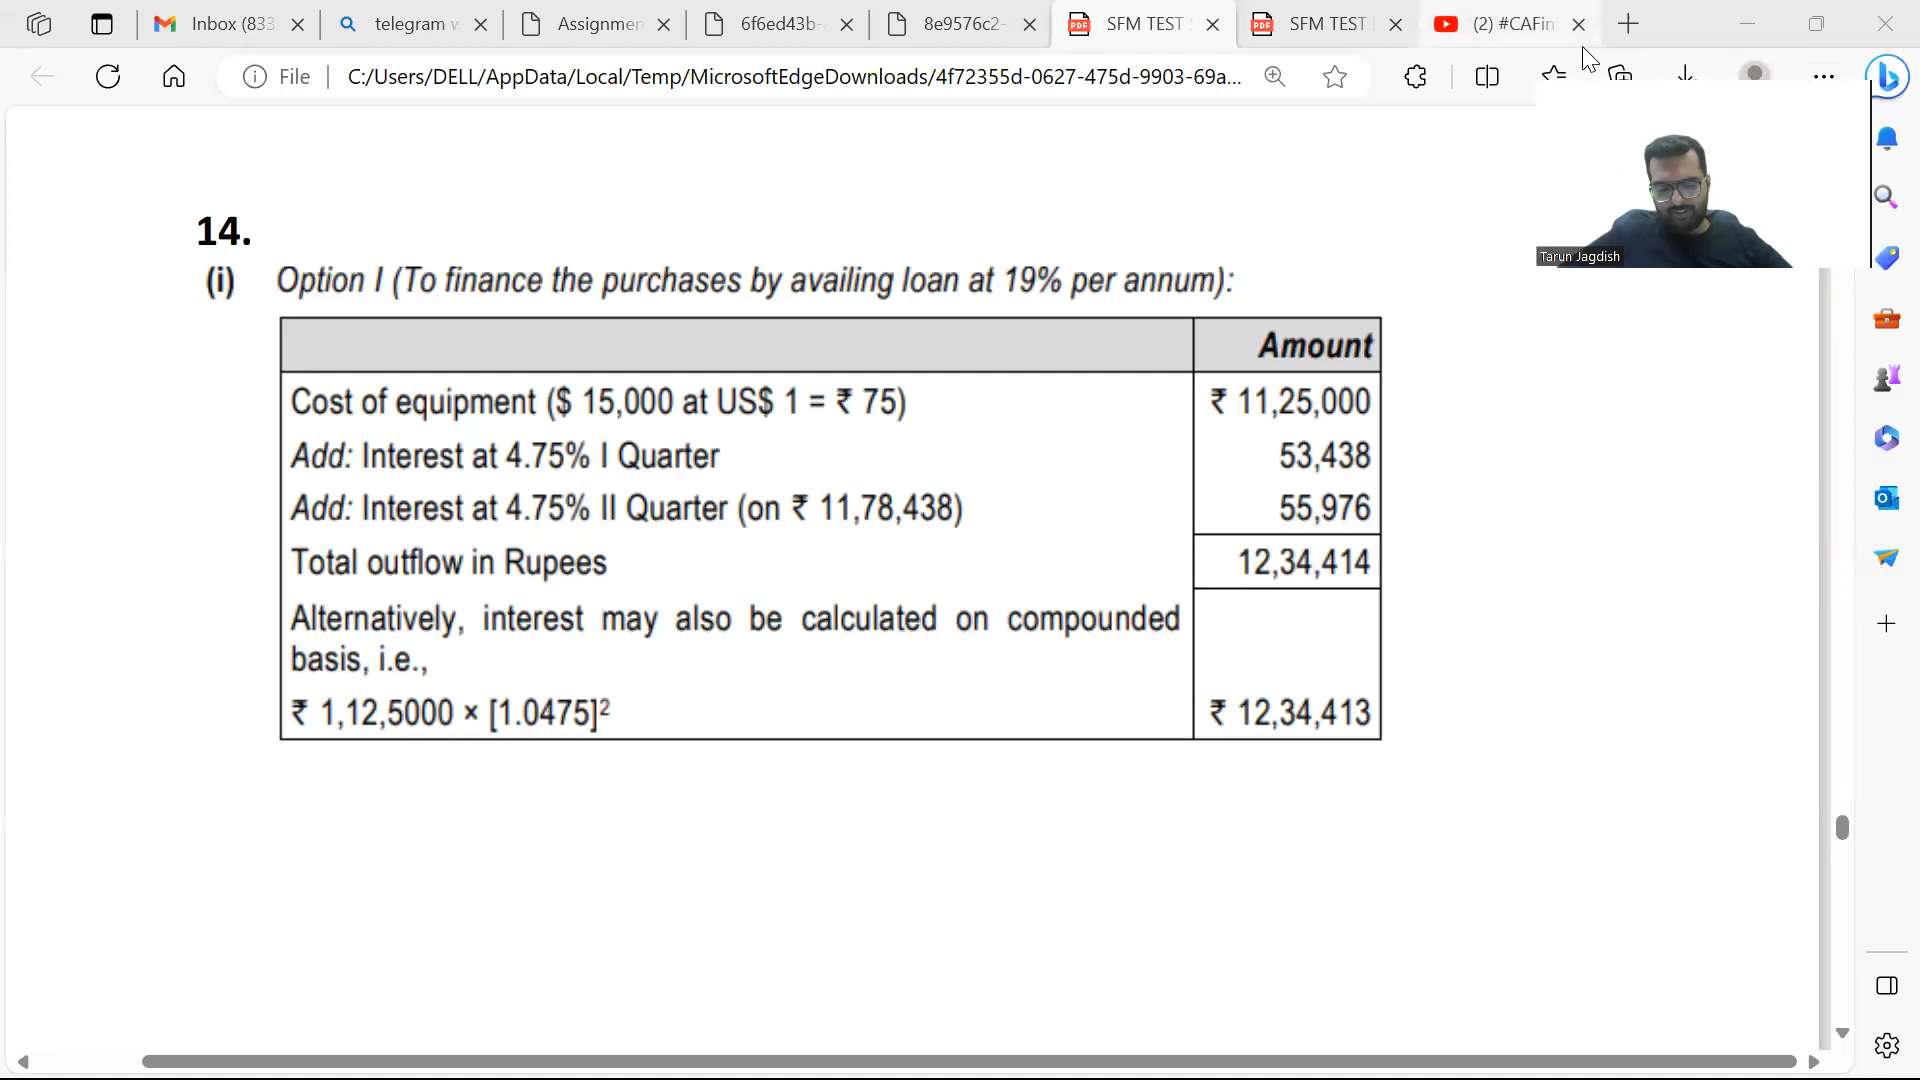 Inbox (833
telegram w
Assignmen
6f6ed43b-
8e9576c2-
SFM TEST S
SFM TEST
(2) #CAFin
File
C:/Users/DELL/AppData/Local/Temp/MicrosoftEdgeDownloads/4f72355d-0627-475d-9903-69a...
Tarun Jagdish
14.
(i) Option I (To finance the purchases by availing loan at 19% per annum):
Amount
Cost of equipment ($ 15,000 at US$ 1 = ₹ 75) ₹ 11,25,000
Add: Interest at 4.75% I Quarter 53,438
Add: Interest at 4.75% II Quarter (on ₹ 11,78,438) 55,976
Total outflow in Rupees 12,34,414
Alternatively, interest may also be calculated on compounded
basis, i.e.,
₹ 1,12,5000 × [1.0475]² ₹ 12,34,413